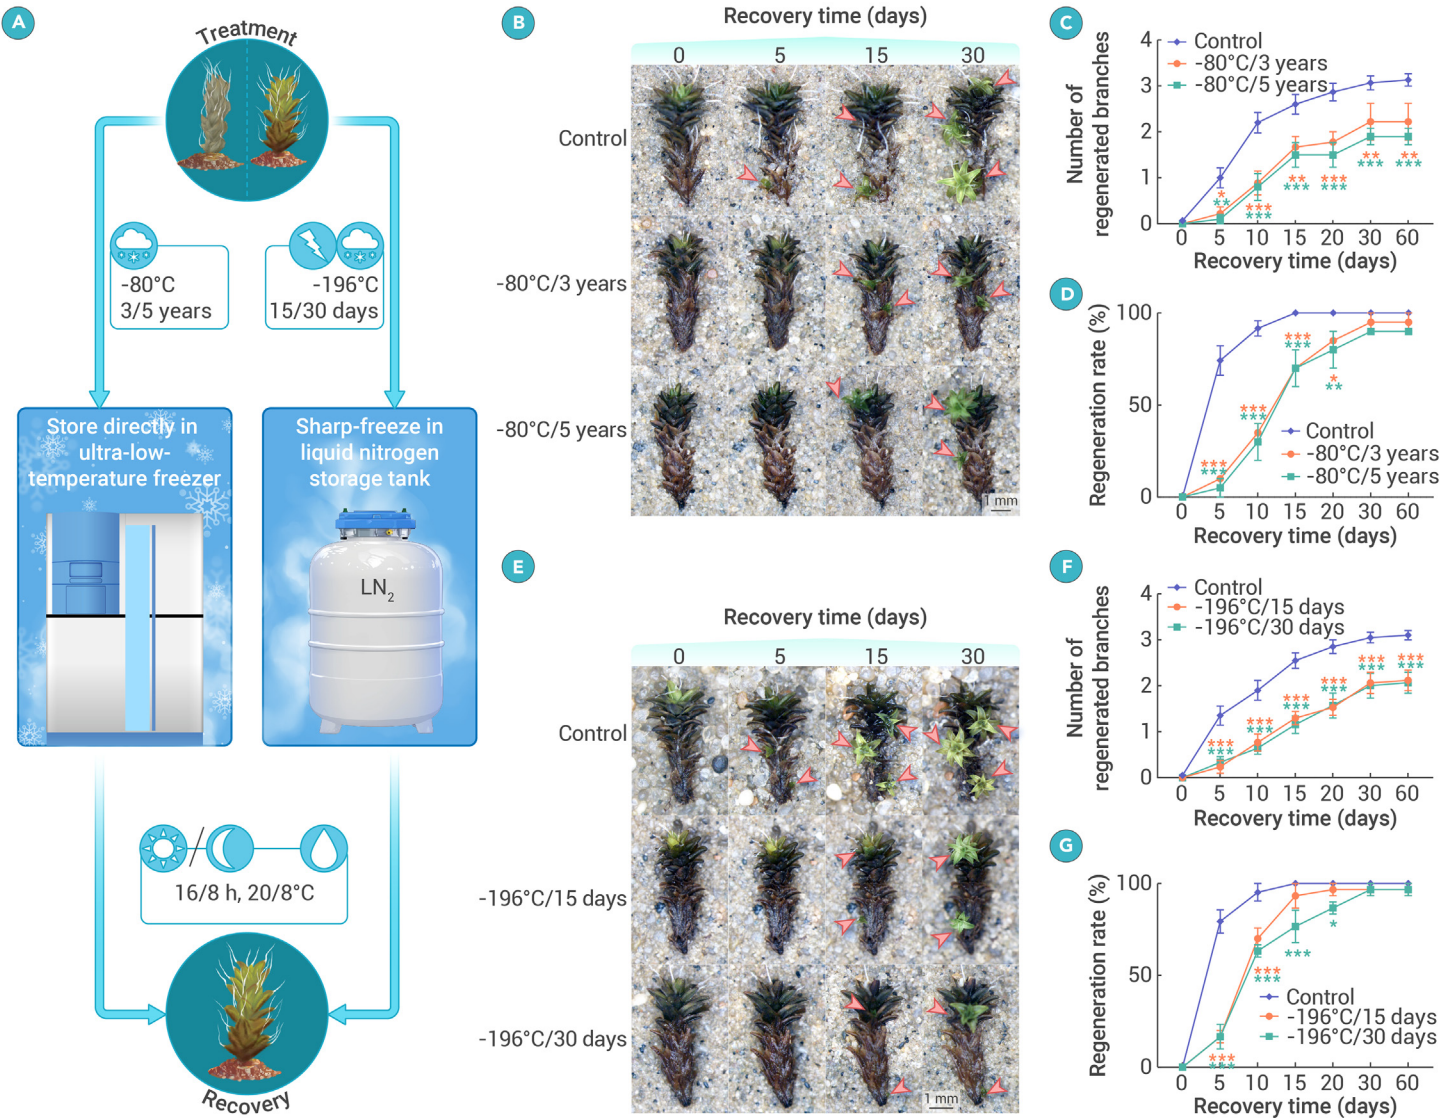 A
Treatment
-80°C
3/5 years
-196°C
15/30 days
Store directly in
ultra-low-
temperature freezer
Sharp-freeze in
liquid nitrogen
storage tank
LN2
16/8 h, 20/8°C
Recovery
B
Recovery time (days)
0 5 15 30
Control
-80°C/3 years
-80°C/5 years
1 mm
C
Number of
regenerated branches
4
3
2
1
0
Control
-80°C/3 years
-80°C/5 years
*
**
***
***
**
***
***
***
**
***
**
***
0 5 10 15 20 30 60
Recovery time (days)
D
Regeneration rate (%)
100
50
0
***
***
***
***
***
***
*
**
Control
-80°C/3 years
-80°C/5 years
0 5 10 15 20 30 60
Recovery time (days)
E
Recovery time (days)
0 5 15 30
Control
-196°C/15 days
-196°C/30 days
1 mm
F
Number of
regenerated branches
4
3
2
1
0
Control
-196°C/15 days
-196°C/30 days
***
***
***
***
***
***
***
***
***
***
***
***
0 5 10 15 20 30 60
Recovery time (days)
G
Regeneration rate (%)
100
50
0
***
***
***
***
***
*
Control
-196°C/15 days
-196°C/30 days
0 5 10 15 20 30 60
Recovery time (days)